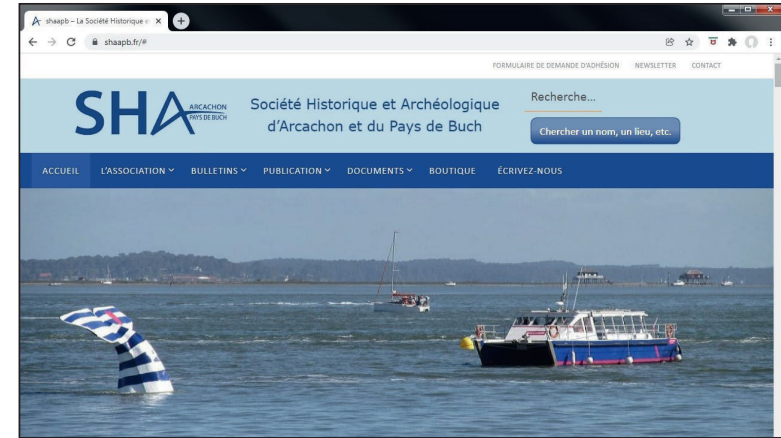 shaapb – La Société Historique e
shaapb.fr/#
FORMULAIRE DE DEMANDE D'ADHÉSION NEWSLETTER CONTACT
SHA ARCACHON
PAYS DE BUCH
Société Historique et Archéologique
d'Arcachon et du Pays de Buch
Recherche...
Chercher un nom, un lieu, etc.
ACCUEIL L'ASSOCIATION BULLETINS PUBLICATION DOCUMENTS BOUTIQUE ÉCRIVEZ-NOUS